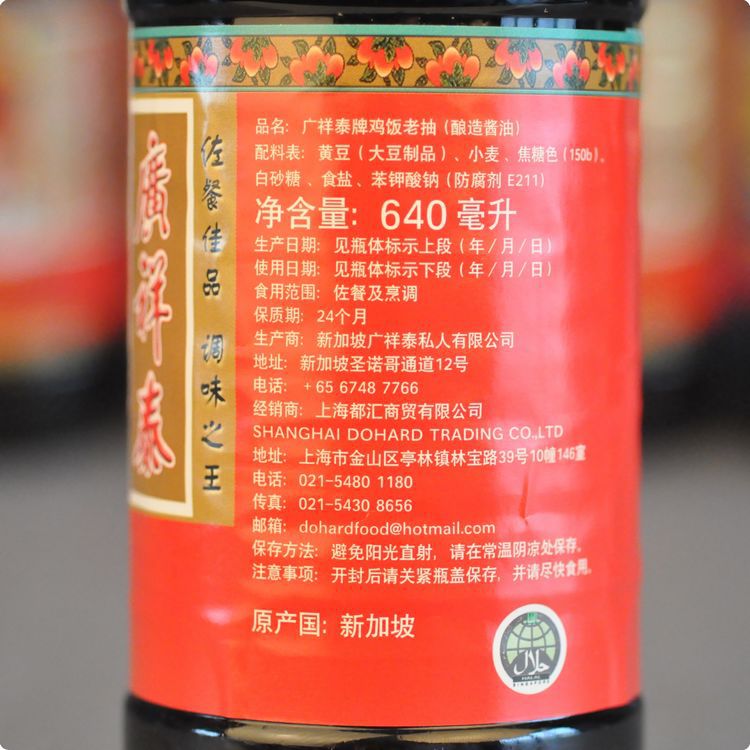 廣祥泰
佐餐佳品 调味之王
品名: 广祥泰牌鸡饭老抽（酿造酱油）
配料表: 黄豆（大豆制品）、小麦、焦糖色（150b）。
白砂糖、食盐、苯钾酸钠（防腐剂 E211）
净含量: 640 毫升
生产日期: 见瓶体标示上段（年/月/日）
使用日期: 见瓶体标示下段（年/月/日）
食用范围: 佐餐及烹调
保质期: 24个月
生产商: 新加坡广祥泰私人有限公司
地址: 新加坡圣诺哥通道12号
电话: +65 6748 7766
经销商: 上海都汇商贸有限公司
SHANGHAI DOHARD TRADING CO.,LTD
地址: 上海市金山区亭林镇林宝路39号10幢146室
电话: 021-5480 1180
传真: 021-5430 8656
邮箱: dohardfood@hotmail.com
保存方法: 避免阳光直射，请在常温阴凉处保存。
注意事项: 开封后请关紧瓶盖保存，并请尽快食用。
原产国: 新加坡
حلال
SINGAPORE